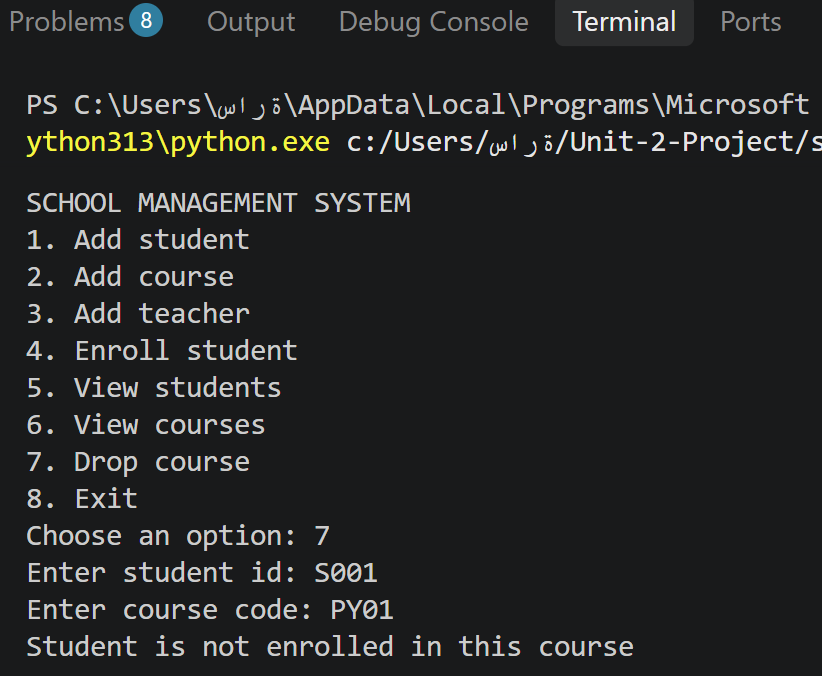 Problems 8 Output Debug Console Terminal Ports
PS C:\Users\سارة\AppData\Local\Programs\Microsoft
ython313\python.exe c:/Users/سارة/Unit-2-Project/s
SCHOOL MANAGEMENT SYSTEM
1. Add student
2. Add course
3. Add teacher
4. Enroll student
5. View students
6. View courses
7. Drop course
8. Exit
Choose an option: 7
Enter student id: S001
Enter course code: PY01
Student is not enrolled in this course